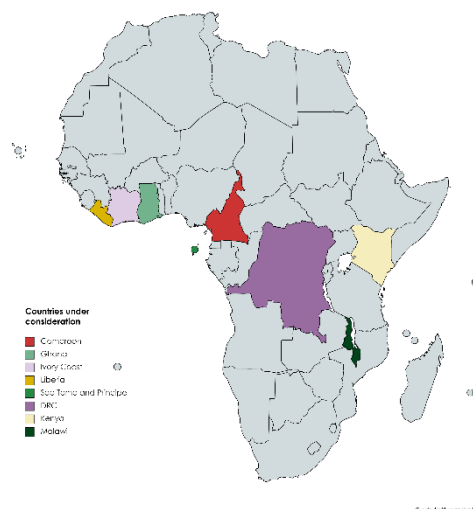 Countries under
consideration
Cameroon
Ghana
Ivory Coast
Liberia
Sao Tome and Principe
DRC
Kenya
Malawi